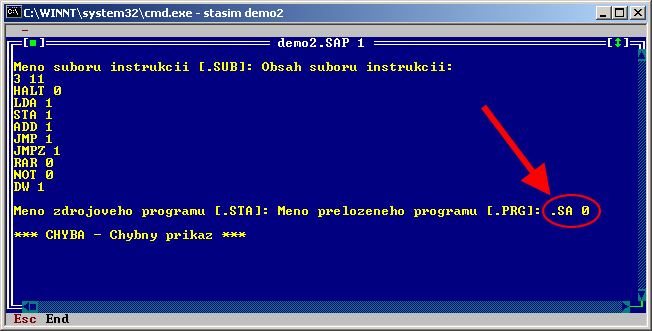 C:\WINNT\system32\cmd.exe - stasim demo2
demo2.SAP 1
Meno suboru instrukcii [.SUB]: Obsah suboru instrukcii:
3 11
HALT 0
LDA 1
STA 1
ADD 1
JMP 1
JMPZ 1
RAR 0
NOT 0
DW 1
Meno zdrojoveho programu [.STA]: Meno prelozeneho programu [.PRG]: .SA 0
*** CHYBA - Chybny prikaz ***
Esc End